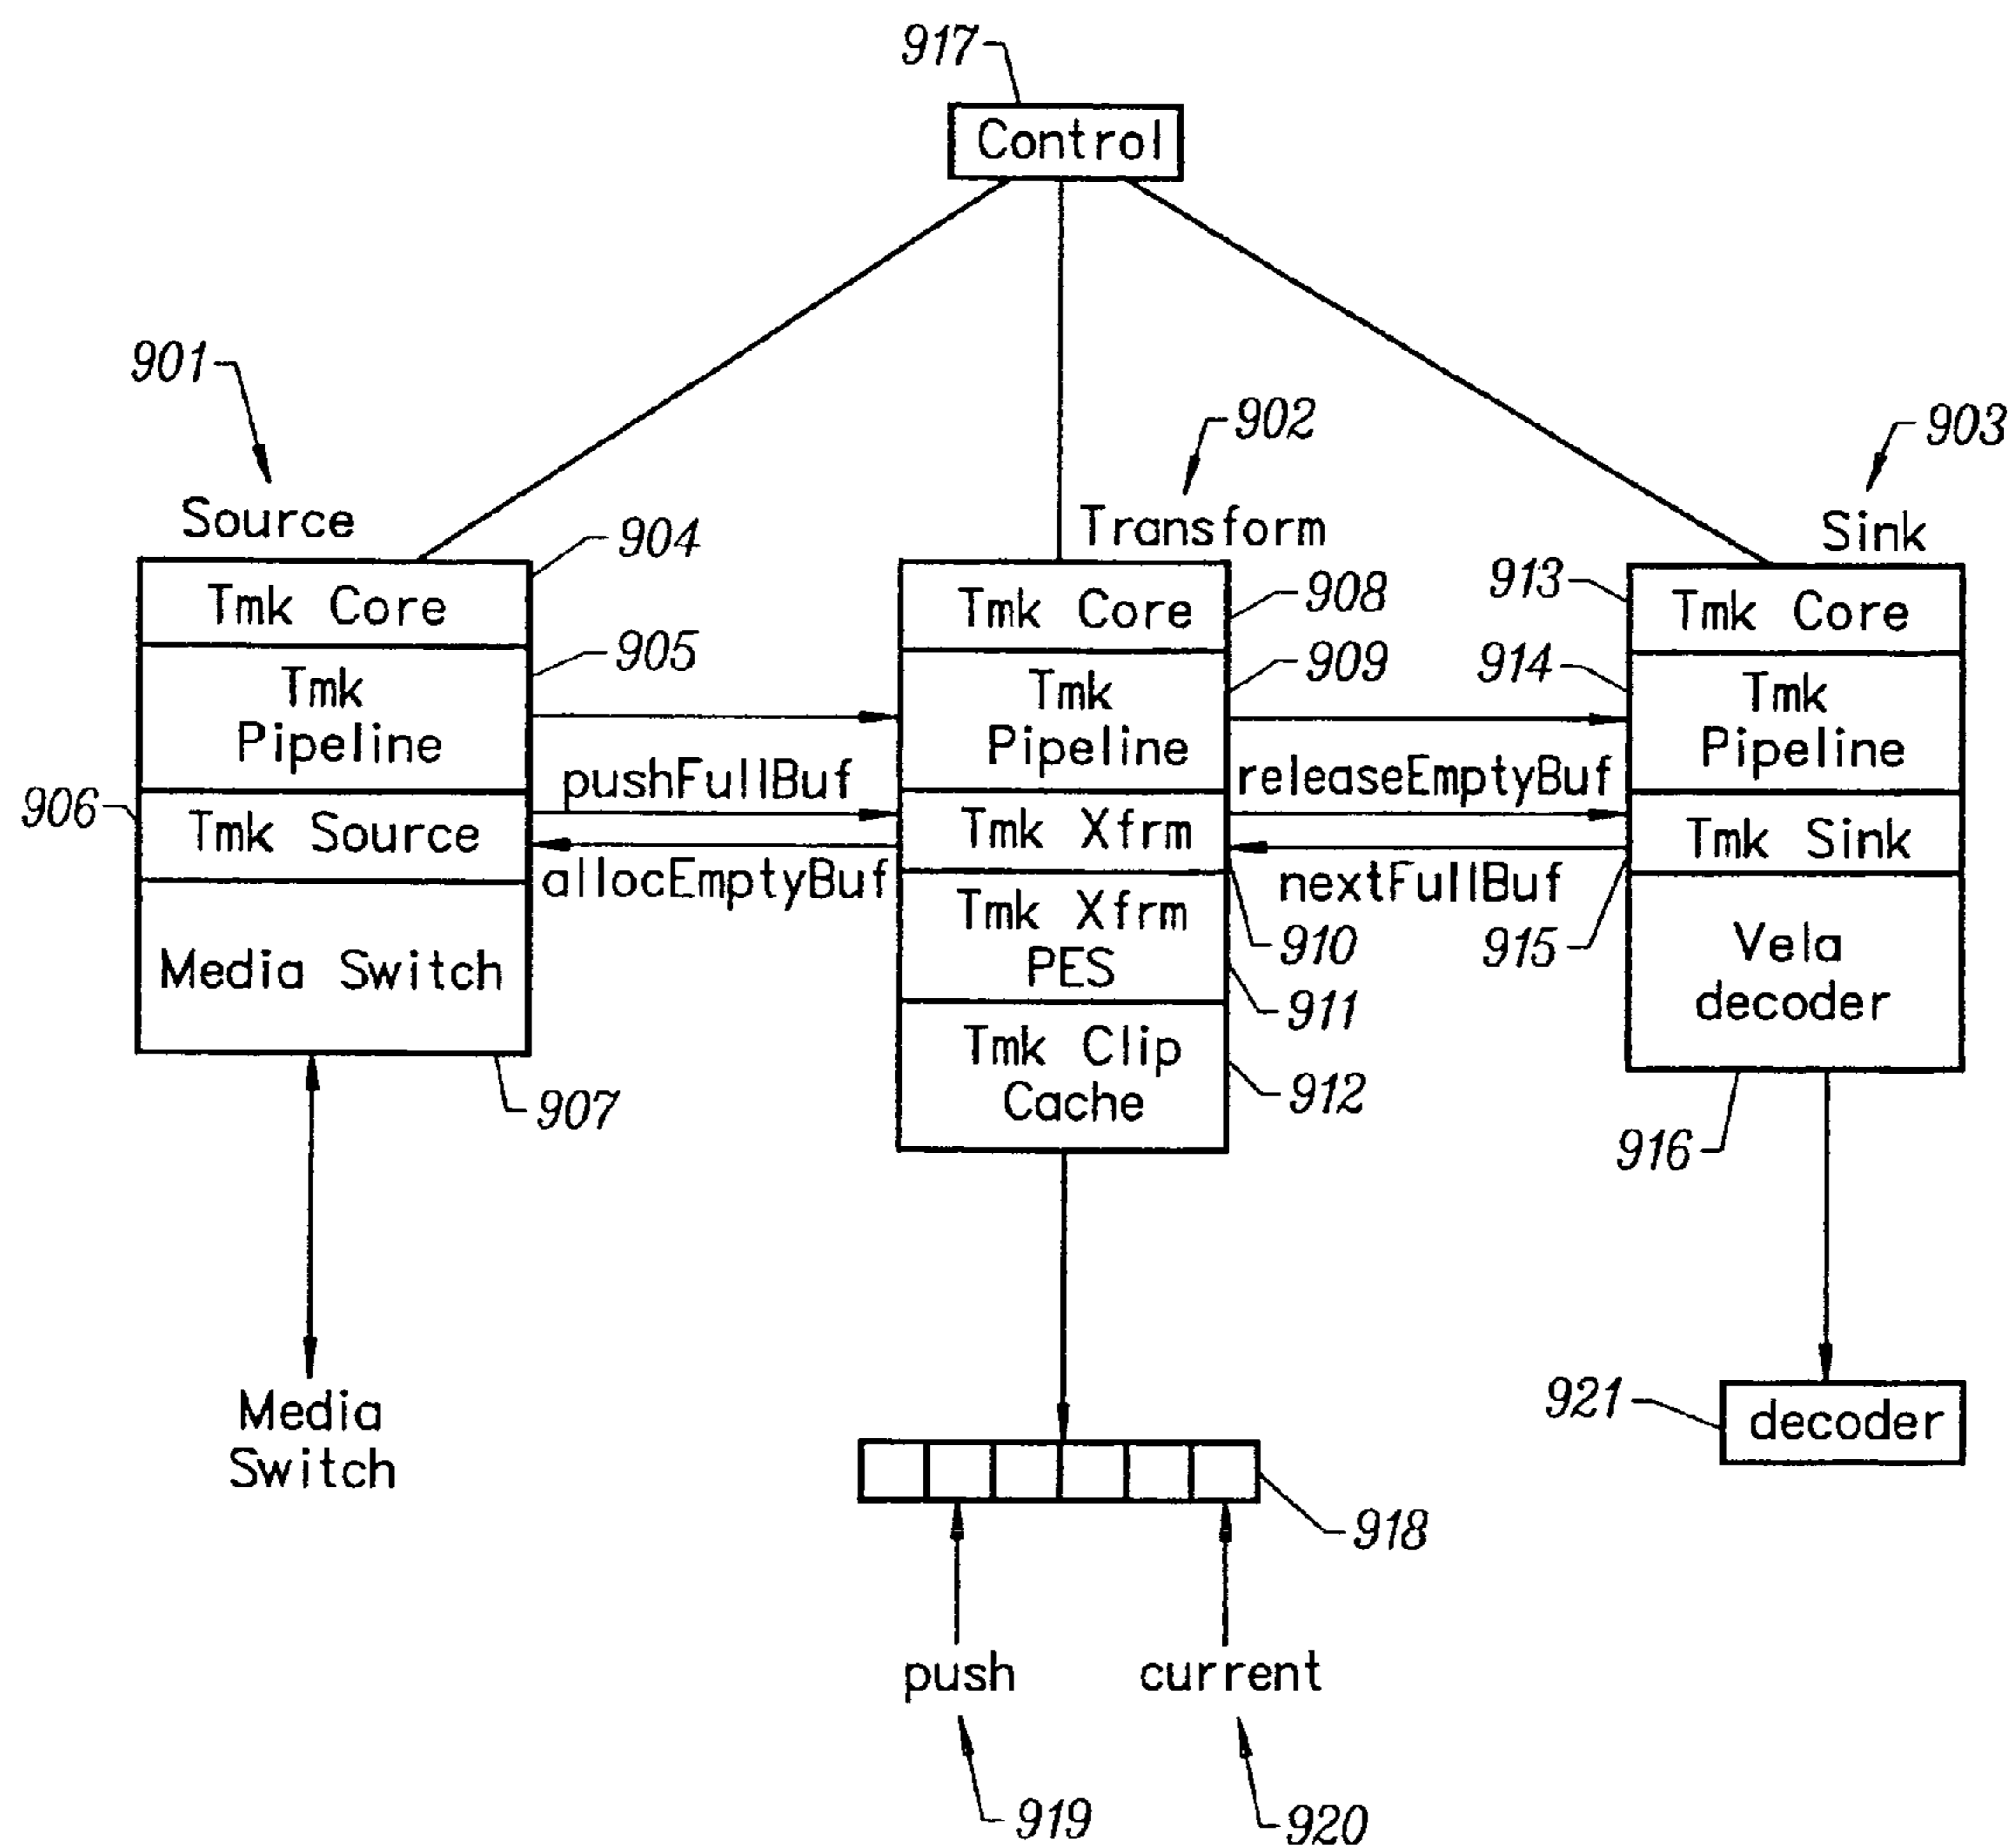 917
Control
901
902
903
Source
Transform
Sink
904
Tmk Core
905
Tmk
Pipeline
906
Tmk Source
Media Switch
907
Media
Switch
pushFullBuf
allocEmptyBuf
Tmk Core
908
Tmk
Pipeline
909
Tmk Xfrm
910
Tmk Xfrm
PES
911
Tmk Clip
Cache
912
releaseEmptyBuf
nextFullBuf
913
Tmk Core
914
Tmk
Pipeline
Tmk Sink
915
Vela
decoder
916
921
decoder
918
push
current
919
920